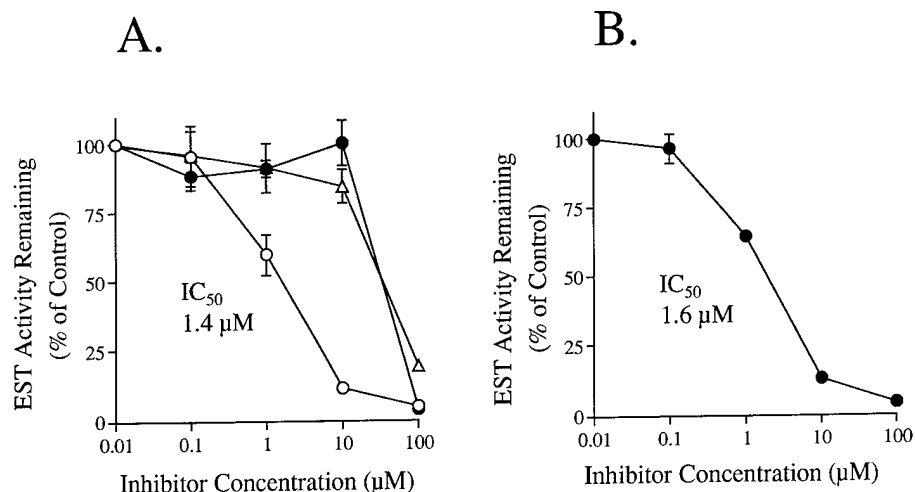 A.
EST Activity Remaining
(% of Control)
100
75
50
25
0
IC50
1.4 µM
0.01 0.1 1 10 100
Inhibitor Concentration (µM)
B.
EST Activity Remaining
(% of Control)
100
75
50
25
0
IC50
1.6 µM
0.01 0.1 1 10 100
Inhibitor Concentration (µM)